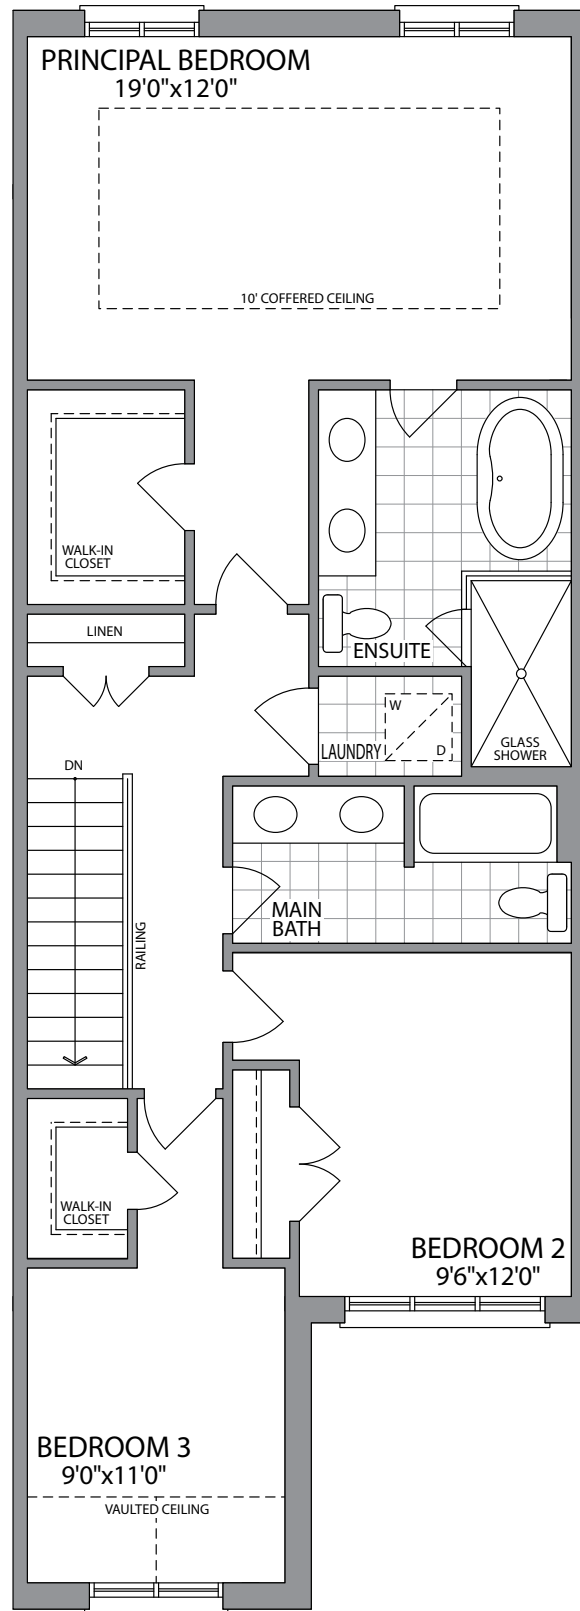 PRINCIPAL BEDROOM
19'0"x12'0"
10' COFFERED CEILING
WALK-IN
CLOSET
LINEN
ENSUITE
W
LAUNDRY
D
GLASS
SHOWER
DN
RAILING
MAIN
BATH
WALK-IN
CLOSET
BEDROOM 2
9'6"x12'0"
BEDROOM 3
9'0"x11'0"
VAULTED CEILING